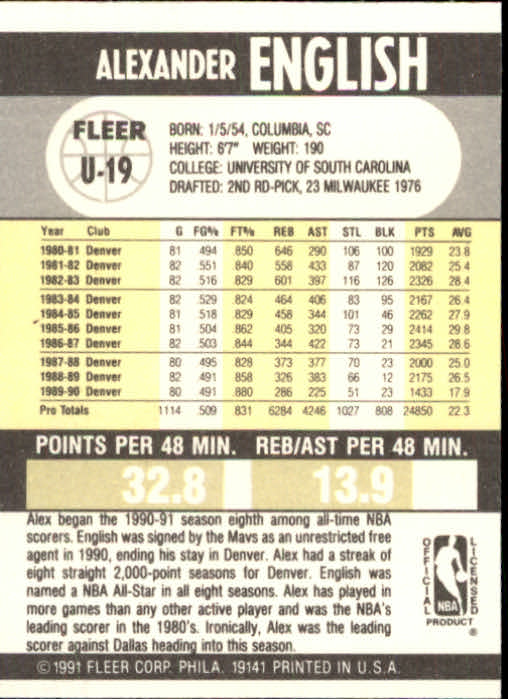 ALEXANDER ENGLISH
FLEER
U-19
BORN: 1/5/54, COLUMBIA, SC
HEIGHT: 6'7" WEIGHT: 190
COLLEGE: UNIVERSITY OF SOUTH CAROLINA
DRAFTED: 2ND RD-PICK, 23 MILWAUKEE 1976
Year Club G FG% FT% REB AST STL BLK PTS AVG
1980-81 Denver 81 .494 .850 646 290 106 100 1929 23.8
1981-82 Denver 82 .551 .840 558 433 87 120 2082 25.4
1982-83 Denver 82 .516 .829 601 397 116 126 2326 28.4
1983-84 Denver 82 .529 .824 464 406 83 95 2167 26.4
1984-85 Denver 81 .518 .829 458 344 101 46 2262 27.9
1985-86 Denver 81 .504 .862 405 320 73 29 2414 29.8
1986-87 Denver 82 .503 .844 344 422 73 21 2345 28.6
1987-88 Denver 80 .495 .828 373 377 70 23 2000 25.0
1988-89 Denver 82 .491 .858 326 383 66 12 2175 26.5
1989-90 Denver 80 .491 .880 286 225 51 23 1433 17.9
Pro Totals 1114 .509 .831 6284 4246 1027 808 24850 22.3
POINTS PER 48 MIN. REB/AST PER 48 MIN.
32.8 13.9
Alex began the 1990-91 season eighth among all-time NBA
scorers. English was signed by the Mavs as an unrestricted free
agent in 1990, ending his stay in Denver. Alex had a streak of
eight straight 2,000-point seasons for Denver. English was
named a NBA All-Star in all eight seasons. Alex has played in
more games than any other active player and was the NBA's
leading scorer in the 1980's. Ironically, Alex was the leading
scorer against Dallas heading into this season.
OFFICIAL LICENSED
NBA
PRODUCT ®
© 1991 FLEER CORP. PHILA. 19141 PRINTED IN U.S.A.